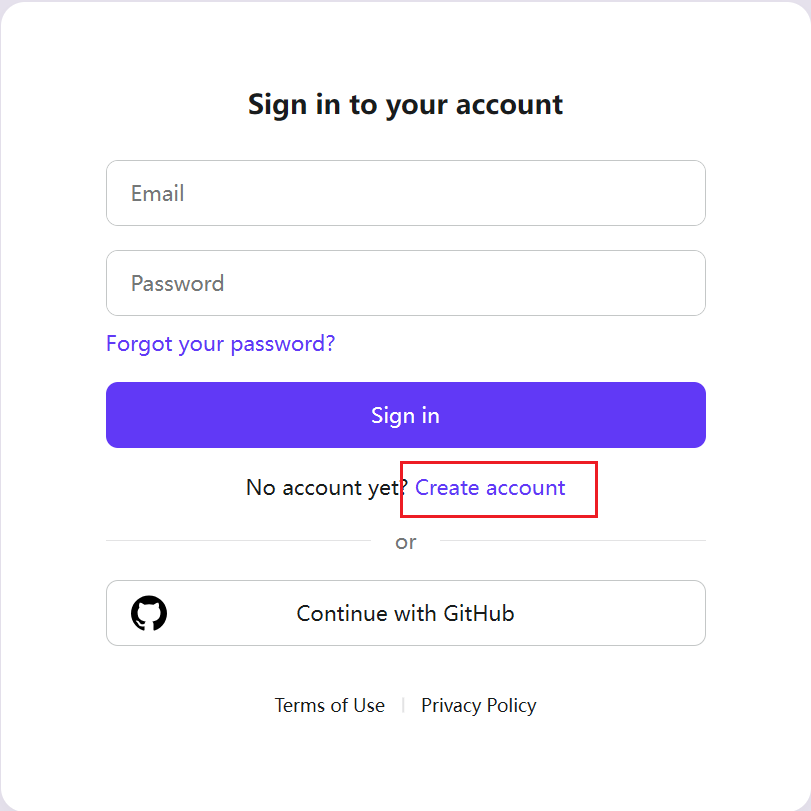 Sign in to your account
Email
Password
Forgot your password?
Sign in
No account yet? Create account
or
Continue with GitHub
Terms of Use | Privacy Policy